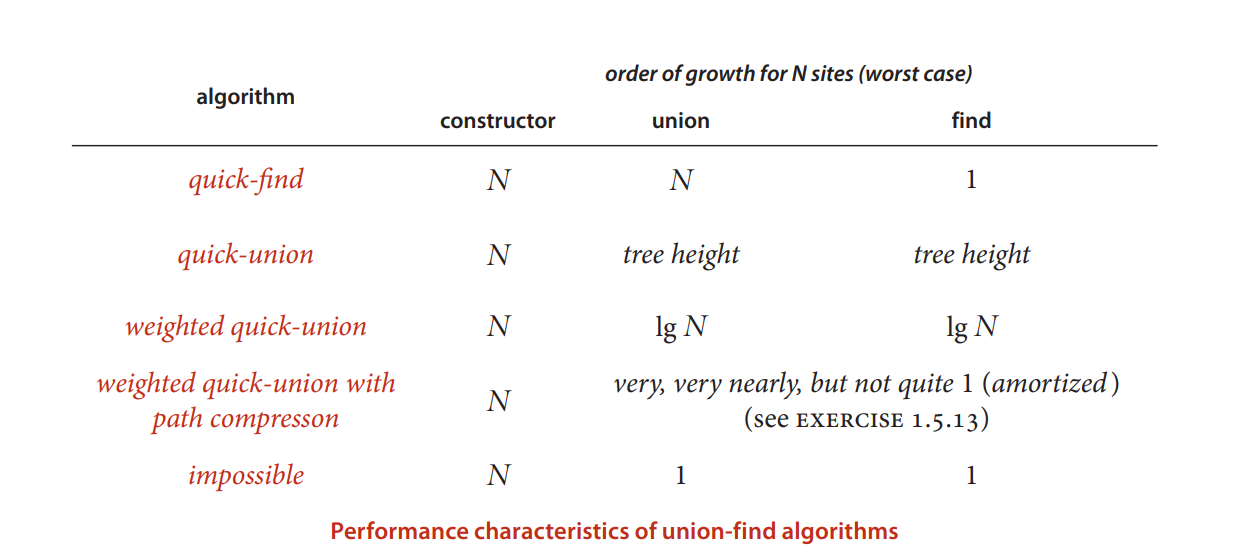 order of growth for N sites (worst case)
algorithm
constructor union find
quick-find N N 1
quick-union N tree height tree height
weighted quick-union N lg N lg N
weighted quick-union with
path compresson N very, very nearly, but not quite 1 (amortized)
(see EXERCISE 1.5.13)
impossible N 1 1
Performance characteristics of union-find algorithms